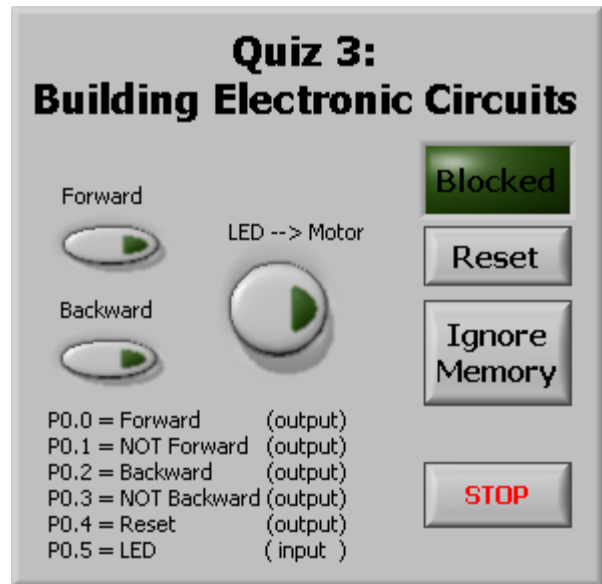 Quiz 3:
Building Electronic Circuits
Blocked
Forward
LED --> Motor
Reset
Backward
Ignore
Memory
P0.0 = Forward (output)
P0.1 = NOT Forward (output)
P0.2 = Backward (output)
P0.3 = NOT Backward (output)
P0.4 = Reset (output)
P0.5 = LED ( input )
STOP